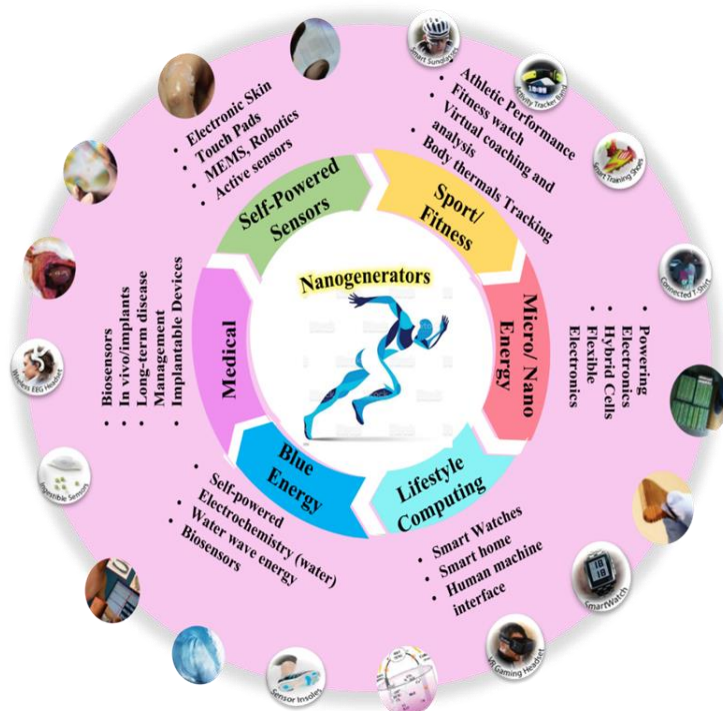 Nanogenerators
Self-Powered
Sensors
Sport/
Fitness
Micro/ Nano
Energy
Lifestyle
Computing
Blue
Energy
Medical
• Electronic Skin
• Touch Pads
• MEMS, Robotics
• Active sensors
• Athletic Performance
• Fitness watch
• Virtual coaching and
analysis
• Body thermals Tracking
• Powering
Electronics
• Hybrid Cells
• Flexible
Electronics
• Smart Watches
• Smart home
• Human machine
interface
• Self-powered
Electrochemistry (water)
• Water wave energy
• Biosensors
• Biosensors
• In vivo/implants
• Long-term disease
Management
• Implantable Devices
Smart Sunglasses
Activity Tracker Band
Smart Training Shoes
Connected T-Shirt
SmartWatch
VR Gaming Headset
Sensor Insoles
Ingestible Sensors
Wireless EEG Headset